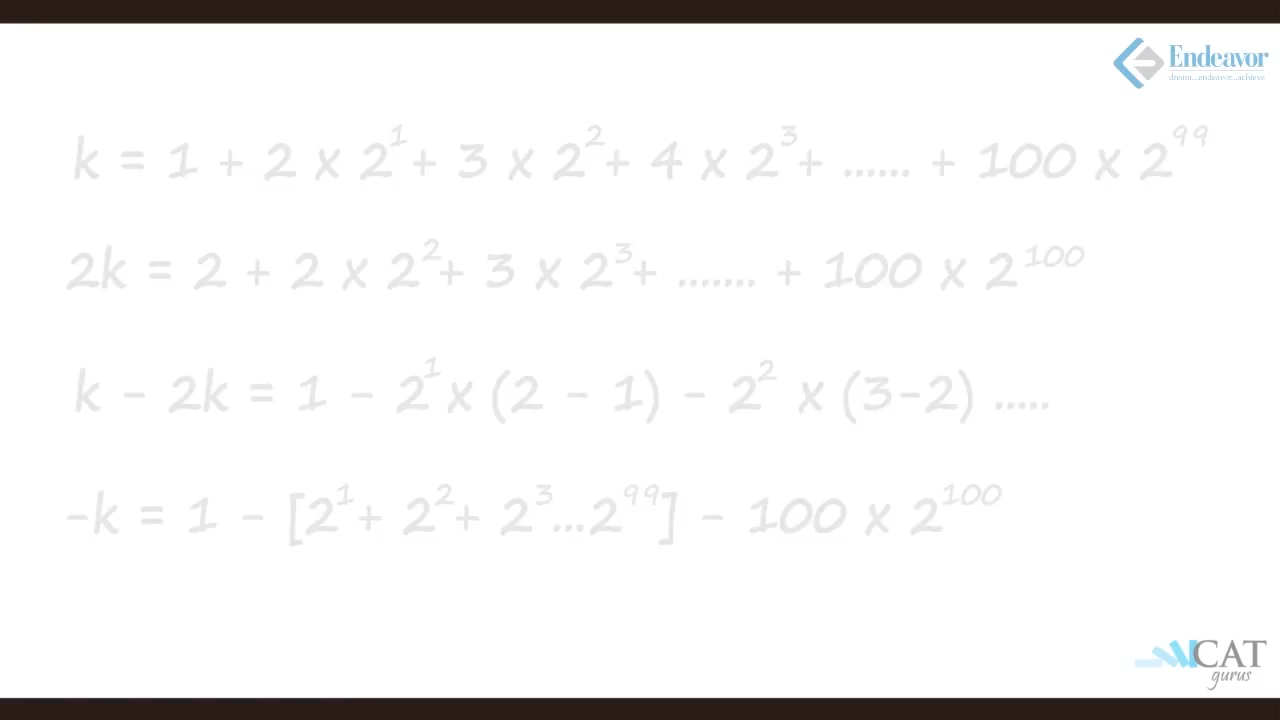 Endeavor
dream...endeavor...achieve
k = 1 + 2 x 2¹ + 3 x 2² + 4 x 2³ + ...... + 100 x 2⁹⁹
2k = 2 + 2 x 2² + 3 x 2³ + ....... + 100 x 2¹⁰⁰
k - 2k = 1 - 2¹ x (2 - 1) - 2² x (3-2) .....
-k = 1 - [2¹ + 2² + 2³...2⁹⁹] - 100 x 2¹⁰⁰
CAT
gurus